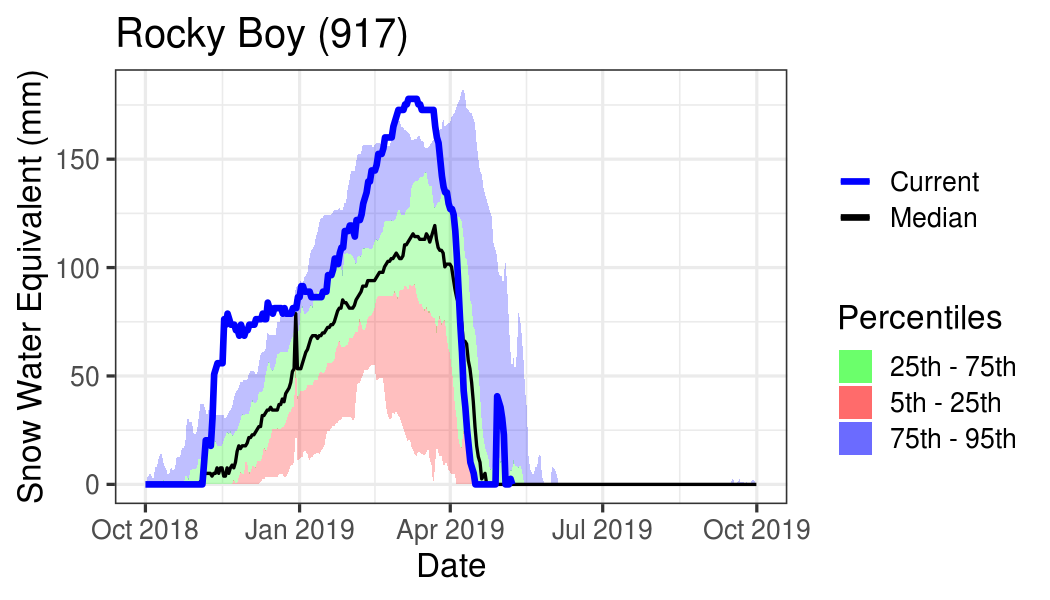 Rocky Boy (917)
Snow Water Equivalent (mm)
150
100
50
0
Oct 2018 Jan 2019 Apr 2019 Jul 2019 Oct 2019
Date
Current
Median
Percentiles
25th - 75th
5th - 25th
75th - 95th